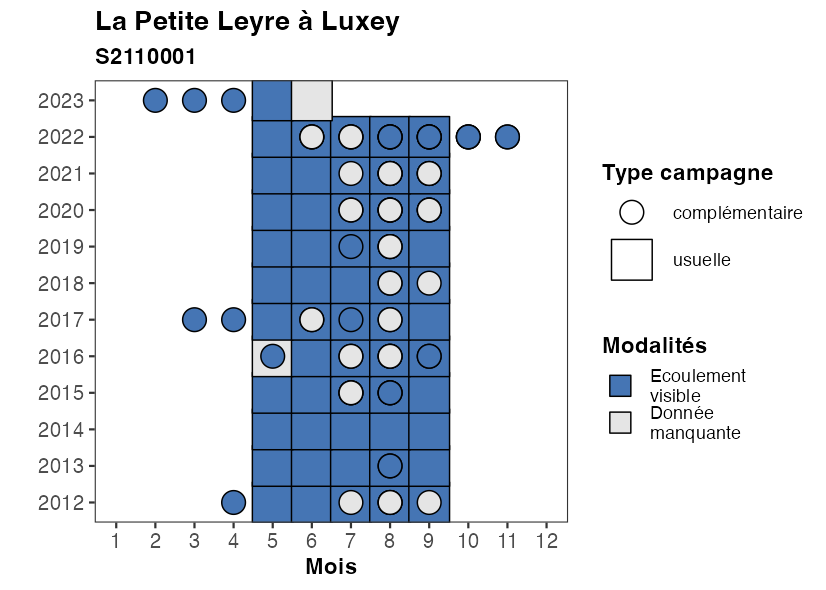 La Petite Leyre à Luxey
S2110001
2023
2022
2021
2020
2019
2018
2017
2016
2015
2014
2013
2012
1 2 3 4 5 6 7 8 9 10 11 12
Mois
Type campagne
complémentaire
usuelle
Modalités
Ecoulement
visible
Donnée
manquante